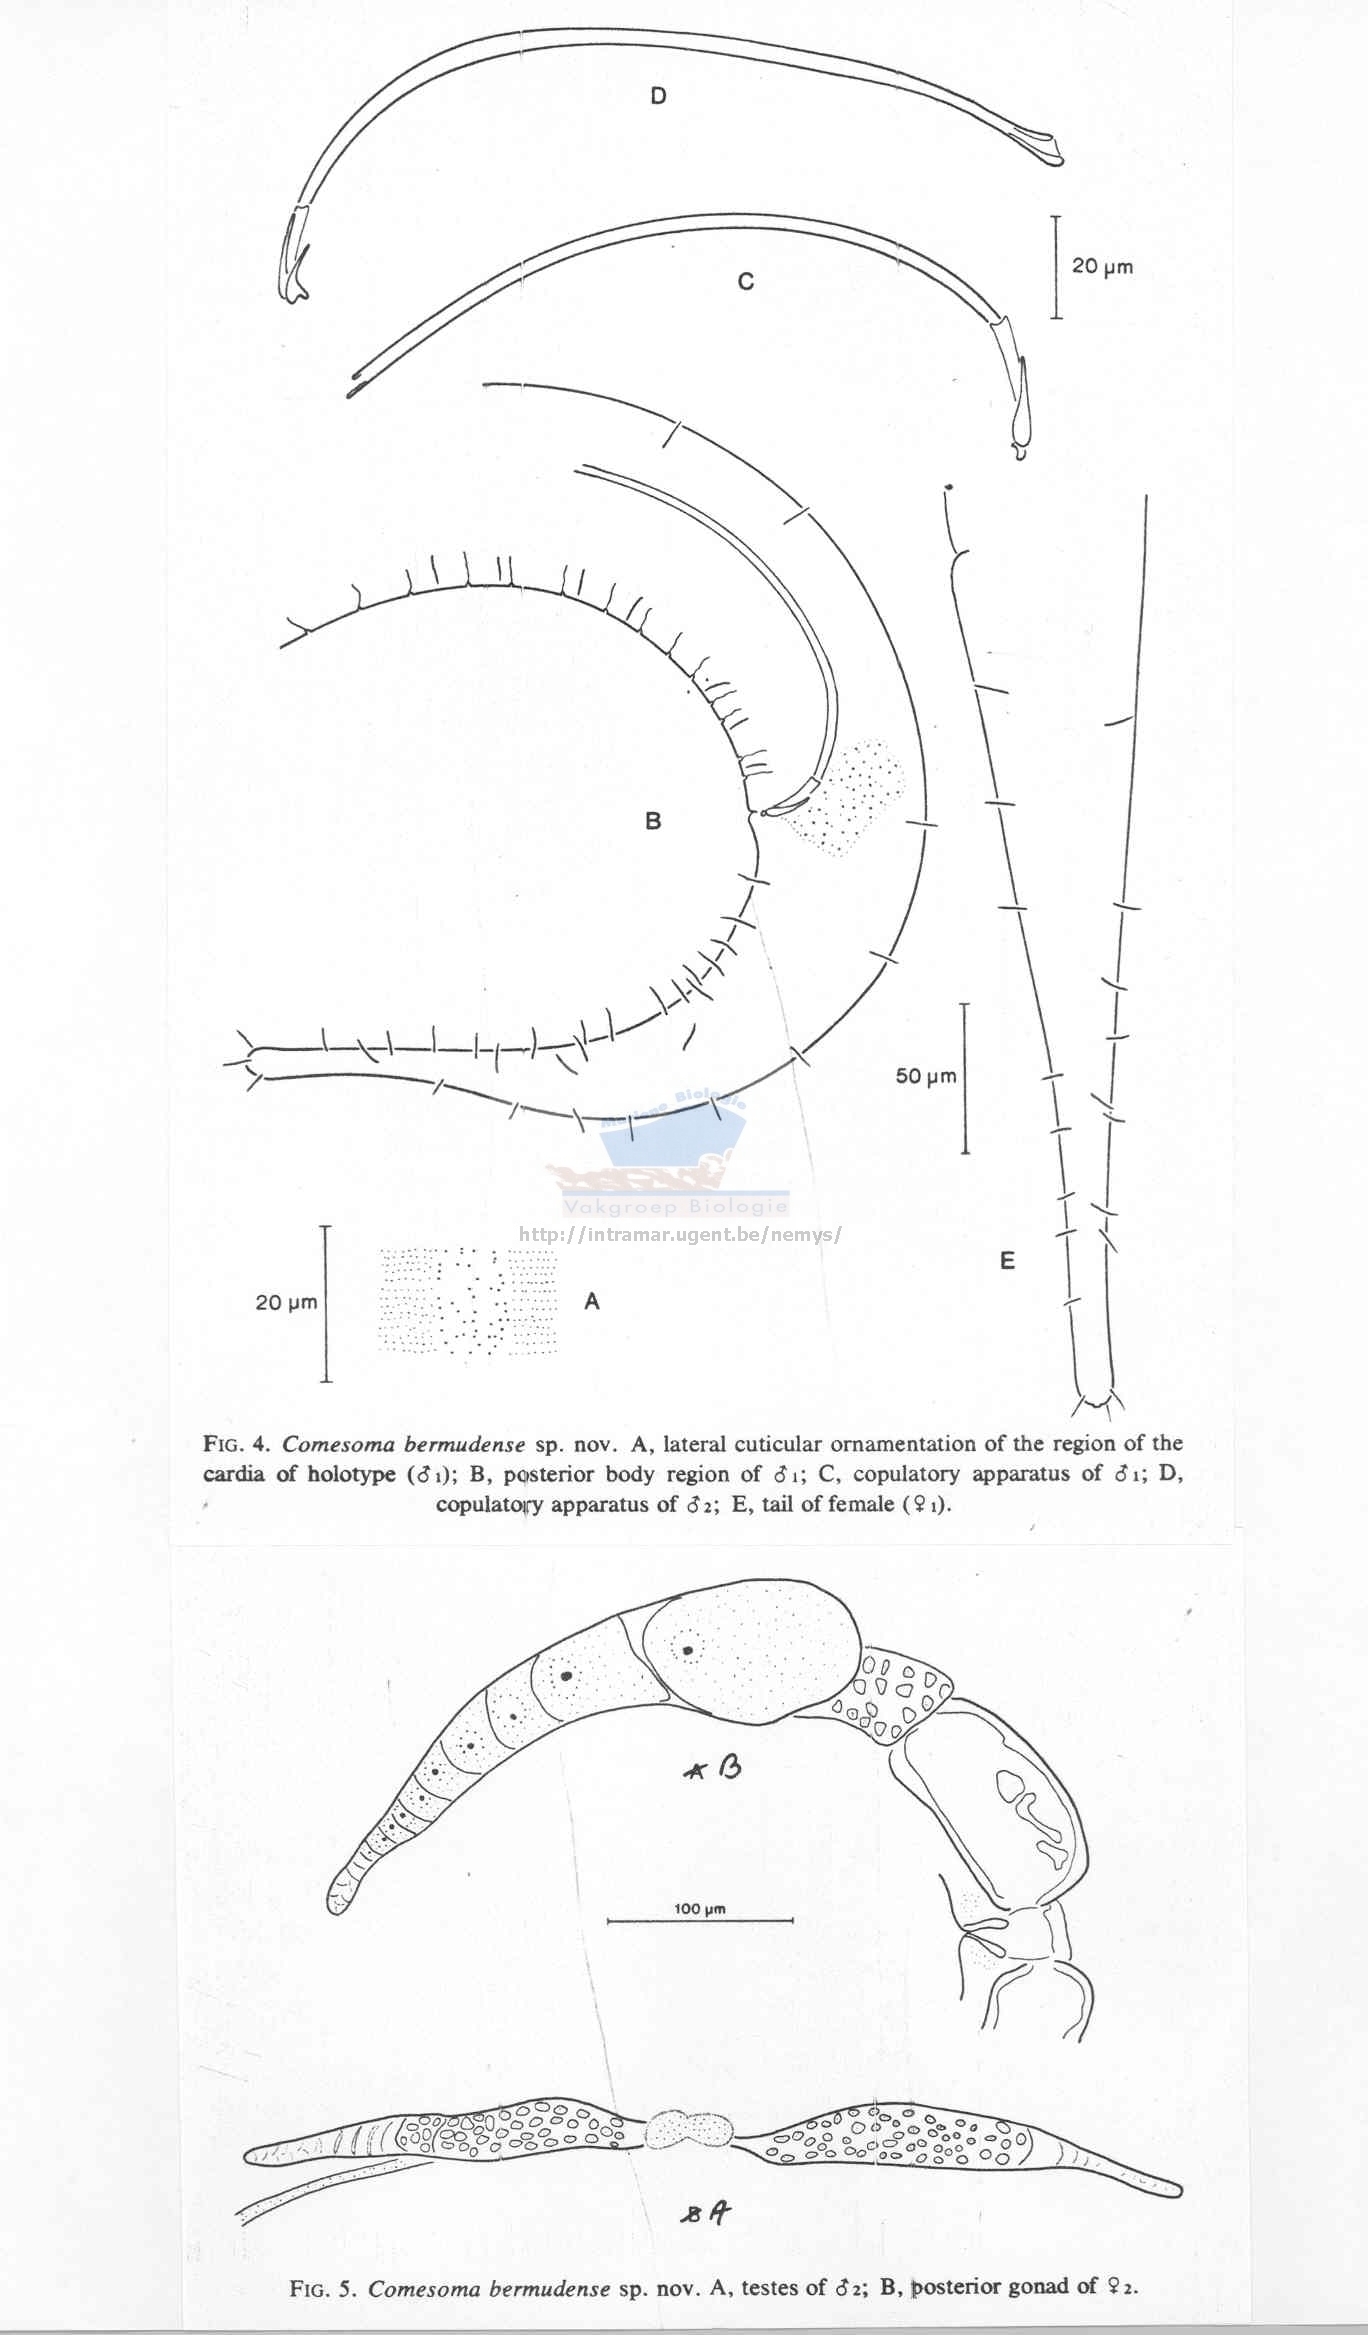 D
20 µm
C
B
50 µm
Mariene Biologie
Vakgroep Biologie
http://intramar.ugent.be/nemys/
E
20 µm
A
FIG. 4. Comesoma bermudense sp. nov. A, lateral cuticular ornamentation of the region of the
cardia of holotype (♂1); B, posterior body region of ♂1; C, copulatory apparatus of ♂1; D,
copulatory apparatus of ♂2; E, tail of female (♀1).
A B
100 µm
B A
FIG. 5. Comesoma bermudense sp. nov. A, testes of ♂2; B, posterior gonad of ♀2.